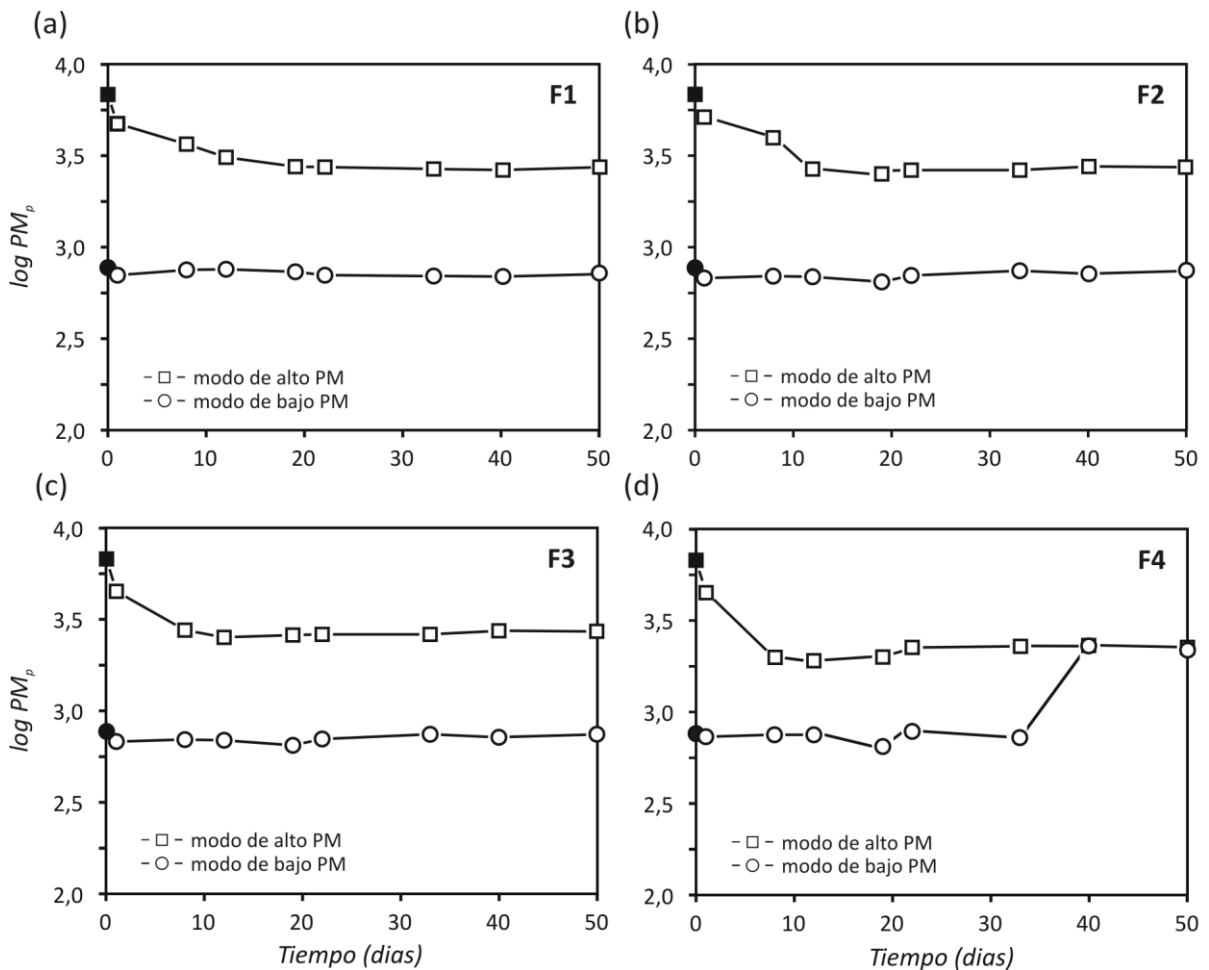 (a)
4,0
3,5
3,0
2,5
2,0
log PMp
F1
– □ – modo de alto PM
– ○ – modo de bajo PM
0 10 20 30 40 50
(b)
4,0
3,5
3,0
2,5
2,0
F2
– □ – modo de alto PM
– ○ – modo de bajo PM
0 10 20 30 40 50
(c)
4,0
3,5
3,0
2,5
2,0
log PMp
F3
– □ – modo de alto PM
– ○ – modo de bajo PM
0 10 20 30 40 50
Tiempo (dias)
(d)
4,0
3,5
3,0
2,5
2,0
F4
– □ – modo de alto PM
– ○ – modo de bajo PM
0 10 20 30 40 50
Tiempo (dias)